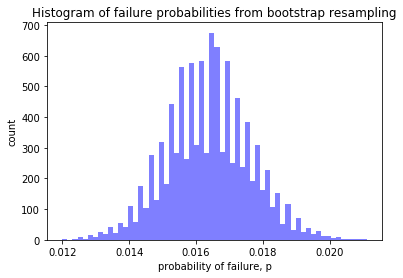 Histogram of failure probabilities from bootstrap resampling
700
600
500
400
300
200
100
0
count
0.012 0.014 0.016 0.018 0.020
probability of failure, p